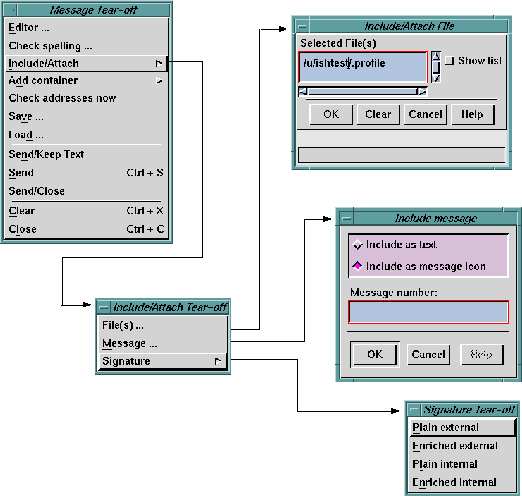 Message Tear-off
Editor ...
Check spelling ...
Include/Attach
Add container
Check addresses now
Save ...
Load ...
Send/Keep Text
Send Ctrl + S
Send/Close
Clear Ctrl + X
Close Ctrl + C
Include/Attach File
Selected File(s)
/u/ishtest/.profile
Show list
OK Clear Cancel Help
Include message
Include as text
Include as message icon
Message number:
OK Cancel Help
Include/Attach Tear-off
File(s) ...
Message ...
Signature
Signature Tear-off
Plain external
Enriched external
Plain internal
Enriched internal